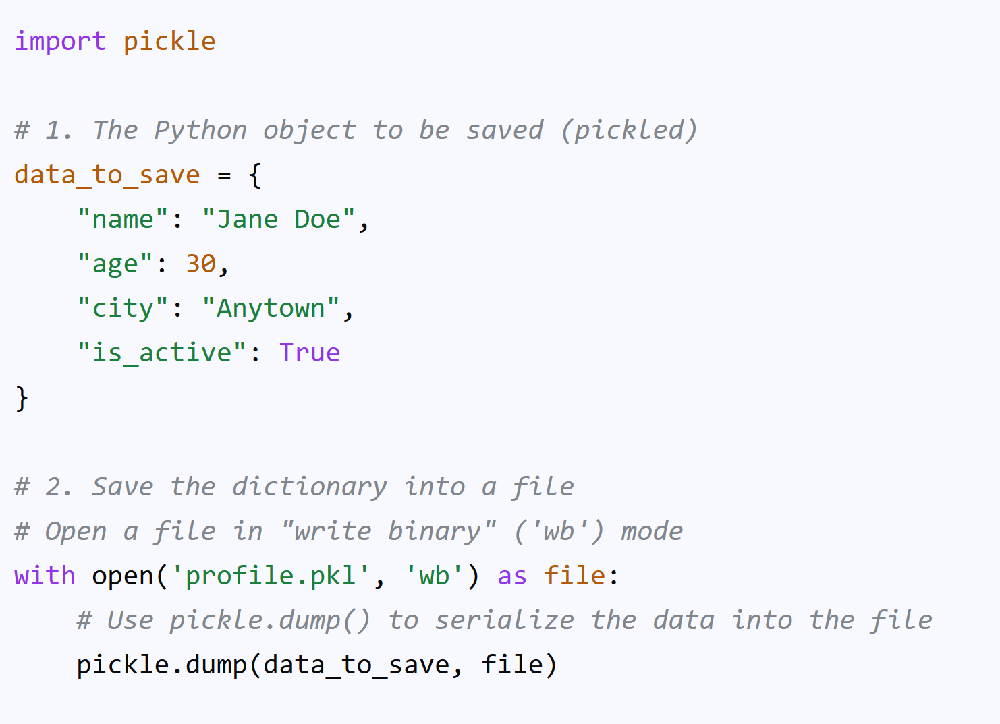 import pickle

# 1. The Python object to be saved (pickled)
data_to_save = {
    "name": "Jane Doe",
    "age": 30,
    "city": "Anytown",
    "is_active": True
}

# 2. Save the dictionary into a file
# Open a file in "write binary" ('wb') mode
with open('profile.pkl', 'wb') as file:
    # Use pickle.dump() to serialize the data into the file
    pickle.dump(data_to_save, file)